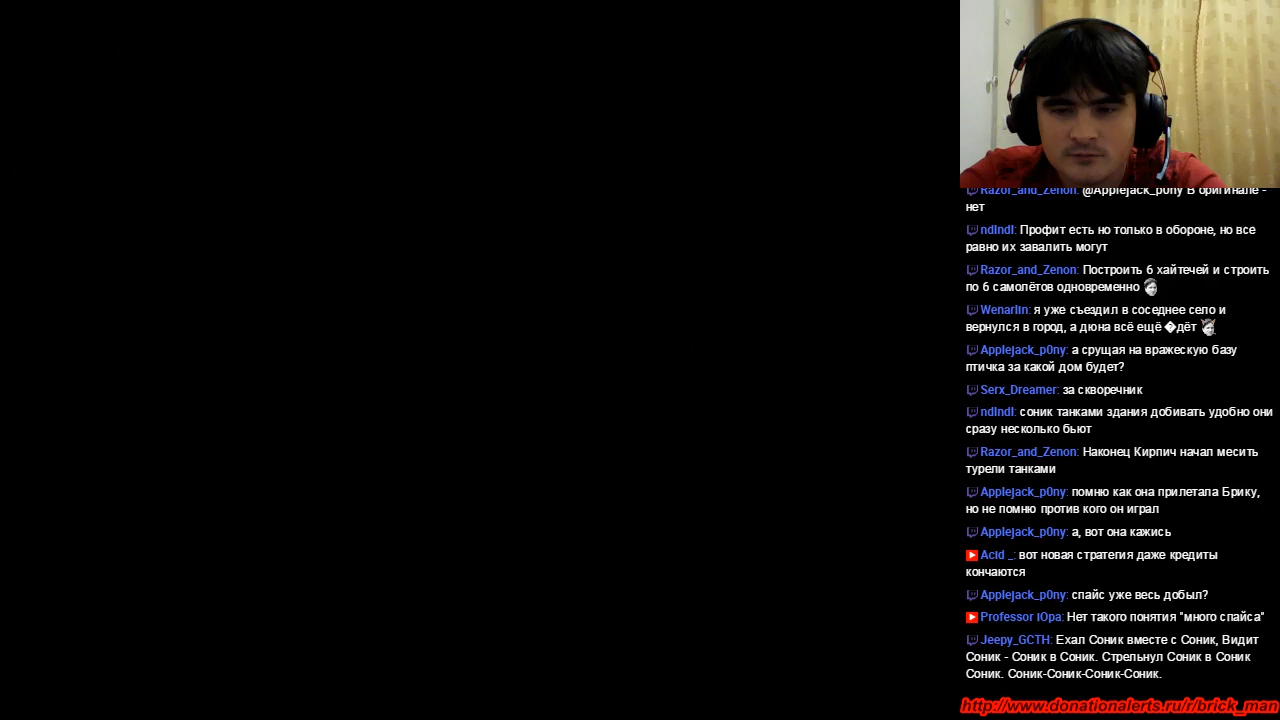 Razor_and_Zenon: @Applejack_p0ny В оригинале -
нет
ndindi: Профит есть но только в обороне, но все
равно их завалить могут
Razor_and_Zenon: Построить 6 хайтечей и строить
по 6 самолётов одновременно
Wenarlin: я уже съездил в соседнее село и
вернулся в город, а дюна всё ещё �дёт
Applejack_p0ny: а срущая на вражескую базу
птичка за какой дом будет?
Serx_Dreamer: за скворечник
ndindi: соник танками здания добивать удобно они
сразу несколько бьют
Razor_and_Zenon: Наконец Кирпич начал месить
турели танками
Applejack_p0ny: помню как она прилетала Брику,
но не помню против кого он играл
Applejack_p0ny: а, вот она кажись
Acid _: вот новая стратегия даже кредиты
кончаются
Applejack_p0ny: спайс уже весь добыл?
Professor iOpa: Нет такого понятия "много спайса"
Jeepy_GCTH: Ехал Соник вместе с Соник, Видит
Соник - Соник в Соник. Стрельнул Соник в Соник
Соник. Соник-Соник-Соник-Соник.
http://www.donationalerts.ru/r/brick_man